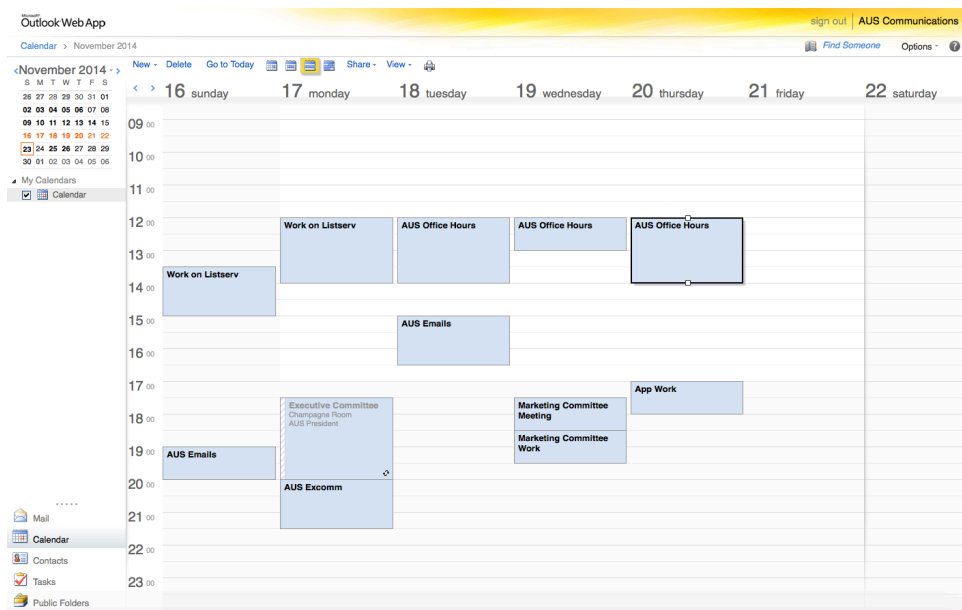 Microsoft®
Outlook Web App
sign out AUS Communications
Calendar > November 2014
Find Someone Options
November 2014
S M T W T F S
26 27 28 29 30 31 01
02 03 04 05 06 07 08
09 10 11 12 13 14 15
16 17 18 19 20 21 22
23 24 25 26 27 28 29
30 01 02 03 04 05 06
My Calendars
Calendar
New Delete Go to Today Share View
16 sunday 17 monday 18 tuesday 19 wednesday 20 thursday 21 friday 22 saturday
09 00
10 00
11 00
12 00
Work on Listserv AUS Office Hours AUS Office Hours AUS Office Hours
13 00
Work on Listserv
14 00
15 00
AUS Emails
16 00
17 00
App Work
Executive Committee
Champagne Room
AUS President
Marketing Committee
Meeting
18 00
Marketing Committee
Work
19 00
AUS Emails
20 00
AUS Excomm
21 00
22 00
23 00
Mail
Calendar
Contacts
Tasks
Public Folders